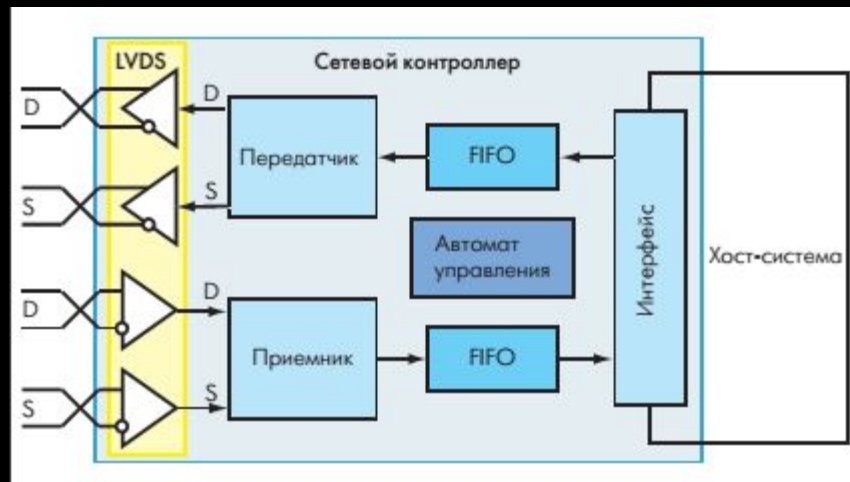 LVDS
Сетевой контроллер
D
D
Передатчик
FIFO
S
S
Автомат
управления
Интерфейс
Хост-система
D
D
Приемник
FIFO
S
S